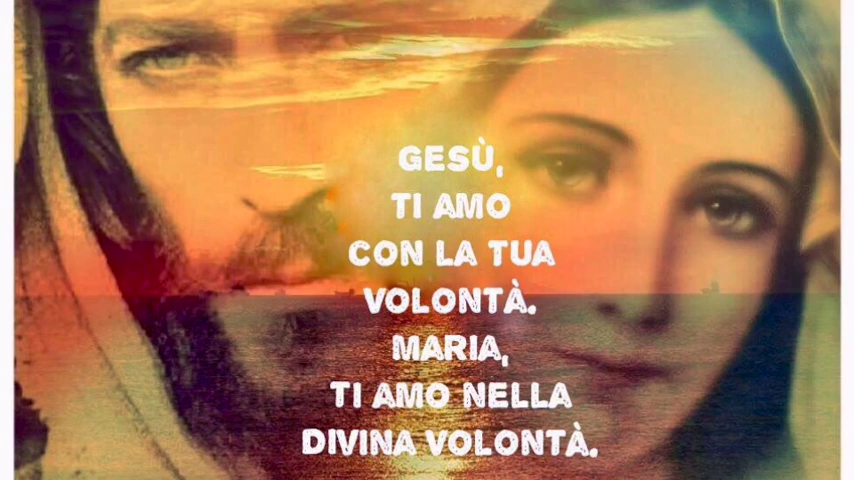 GESÙ,
TI AMO
CON LA TUA
VOLONTÀ.
MARIA,
TI AMO NELLA
DIVINA VOLONTÀ.